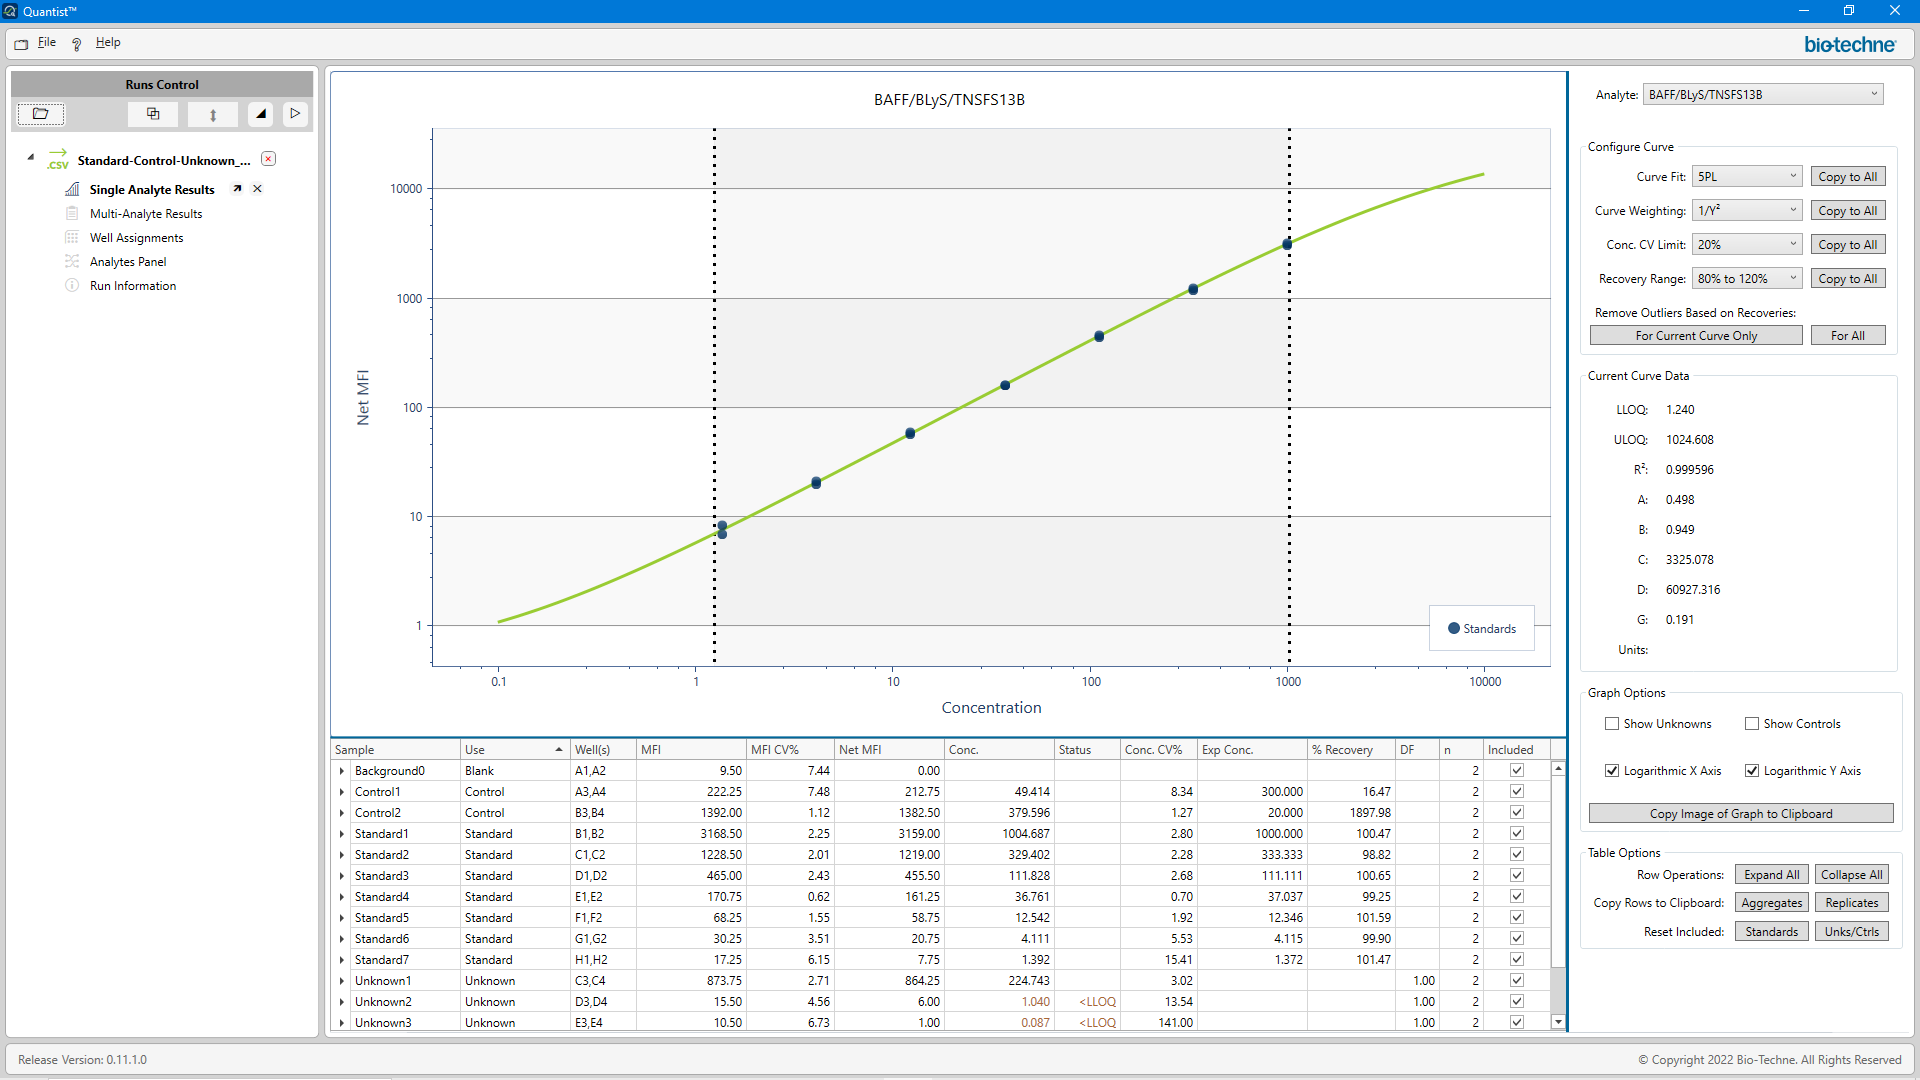 Quantist™
File
Help
bio-techne
Runs Control
.CSV
Standard-Control-Unknown_...
Single Analyte Results
Multi-Analyte Results
Well Assignments
Analytes Panel
Run Information
BAFF/BLyS/TNSFS13B
10000
1000
100
10
1
Net MFI
0.1 1 10 100 1000 10000
Concentration
Standards
Sample Use Well(s) MFI MFI CV% Net MFI Conc. Status Conc. CV% Exp Conc. % Recovery DF n Included
Background0 Blank A1,A2 9.50 7.44 0.00 2
Control1 Control A3,A4 222.25 7.48 212.75 49.414 8.34 300.000 16.47 2
Control2 Control B3,B4 1392.00 1.12 1382.50 379.596 1.27 20.000 1897.98 2
Standard1 Standard B1,B2 3168.50 2.25 3159.00 1004.687 2.80 1000.000 100.47 2
Standard2 Standard C1,C2 1228.50 2.01 1219.00 329.402 2.28 333.333 98.82 2
Standard3 Standard D1,D2 465.00 2.43 455.50 111.828 2.68 111.111 100.65 2
Standard4 Standard E1,E2 170.75 0.62 161.25 36.761 0.70 37.037 99.25 2
Standard5 Standard F1,F2 68.25 1.55 58.75 12.542 1.92 12.346 101.59 2
Standard6 Standard G1,G2 30.25 3.51 20.75 4.111 5.53 4.115 99.90 2
Standard7 Standard H1,H2 17.25 6.15 7.75 1.392 15.41 1.372 101.47 2
Unknown1 Unknown C3,C4 873.75 2.71 864.25 224.743 3.02 1.00 2
Unknown2 Unknown D3,D4 15.50 4.56 6.00 1.040 <LLOQ 13.54 1.00 2
Unknown3 Unknown E3,E4 10.50 6.73 1.00 0.087 <LLOQ 141.00 1.00 2
Analyte: BAFF/BLyS/TNSFS13B
Configure Curve
Curve Fit: 5PL Copy to All
Curve Weighting: 1/Y² Copy to All
Conc. CV Limit: 20% Copy to All
Recovery Range: 80% to 120% Copy to All
Remove Outliers Based on Recoveries:
For Current Curve Only For All
Current Curve Data
LLOQ: 1.240
ULOQ: 1024.608
R²: 0.999596
A: 0.498
B: 0.949
C: 3325.078
D: 60927.316
G: 0.191
Units:
Graph Options
Show Unknowns Show Controls
Logarithmic X Axis Logarithmic Y Axis
Copy Image of Graph to Clipboard
Table Options
Row Operations: Expand All Collapse All
Copy Rows to Clipboard: Aggregates Replicates
Reset Included: Standards Unks/Ctrls
Release Version: 0.11.1.0
© Copyright 2022 Bio-Techne. All Rights Reserved